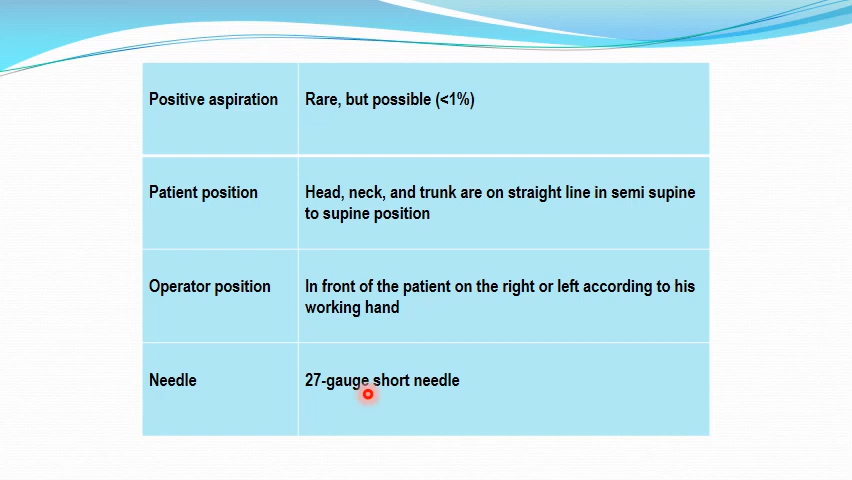 Positive aspiration
Rare, but possible (<1%)
Patient position
Head, neck, and trunk are on straight line in semi supine
to supine position
Operator position
In front of the patient on the right or left according to his
working hand
Needle
27-gauge short needle